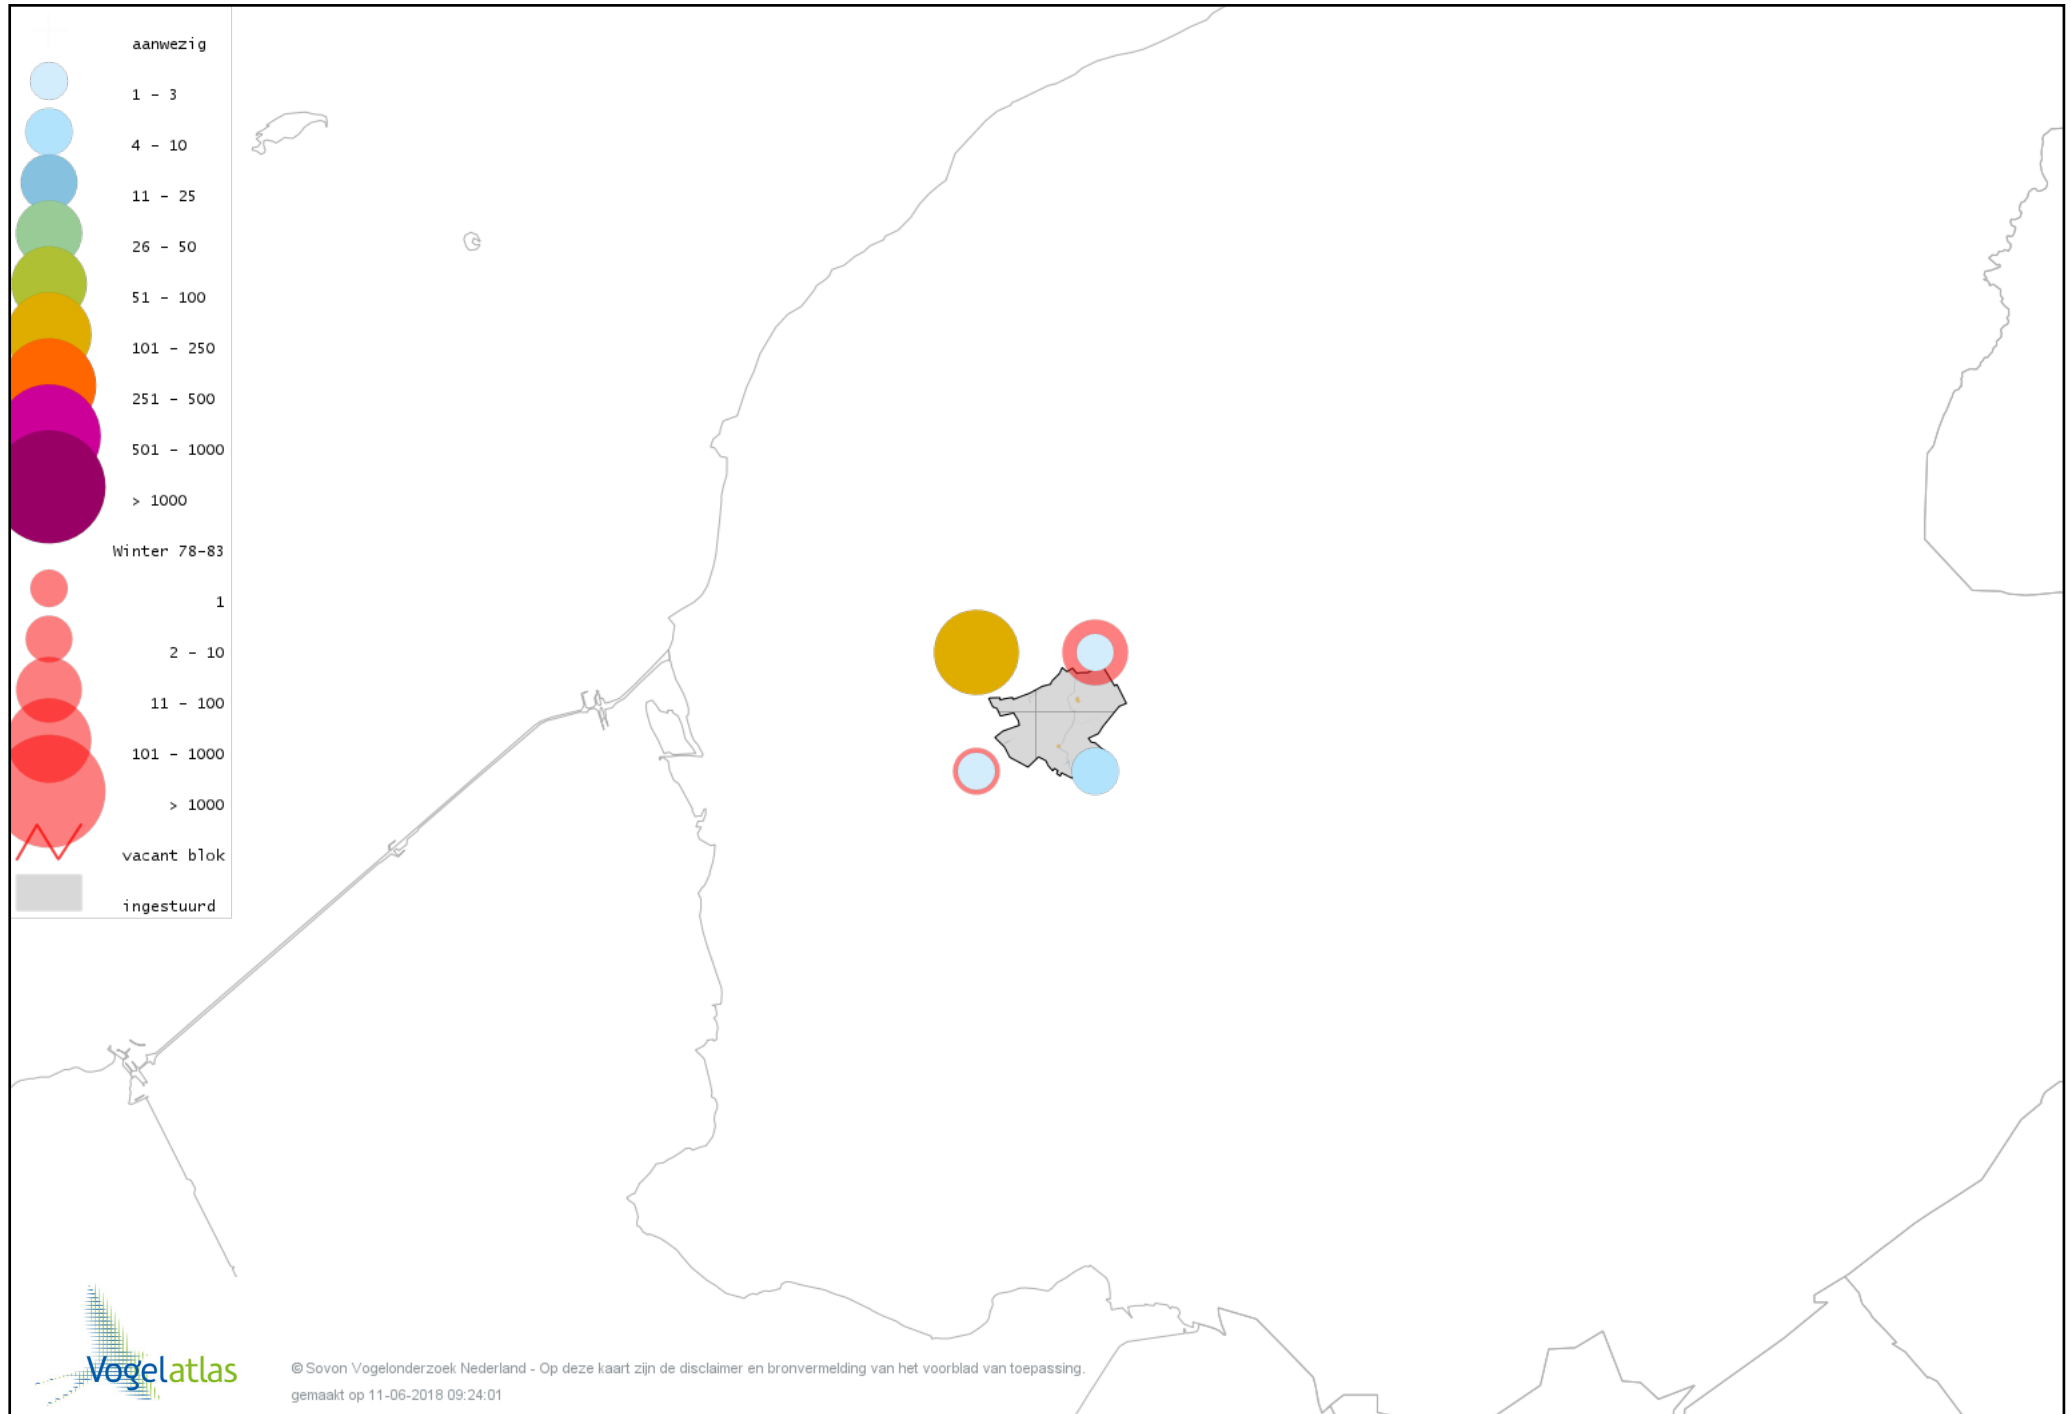 aanwezig
1 - 3
4 - 10
11 - 25
26 - 50
51 - 100
101 - 250
251 - 500
501 - 1000
> 1000
Winter 78-83
1
2 - 10
11 - 100
101 - 1000
> 1000
vacant blok
ingestuurd
Vogelatlas
© Sovon Vogelonderzoek Nederland - Op deze kaart zijn de disclaimer en bronvermelding van het voorblad van toepassing.
gemaakt op 11-06-2018 09:24:01